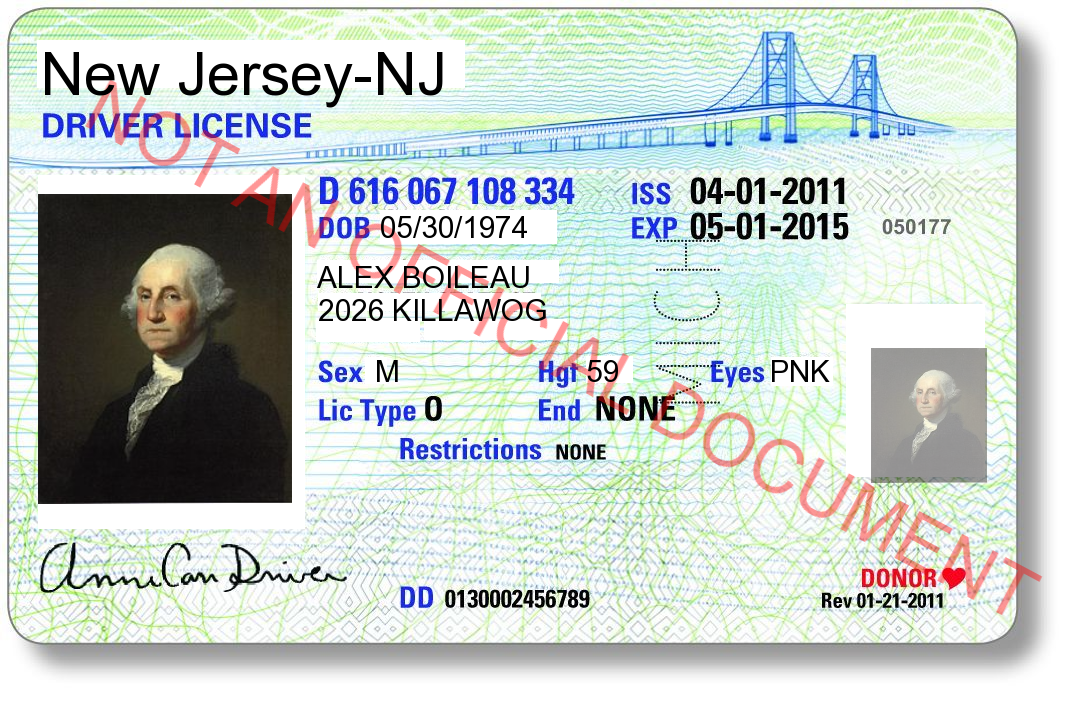 New Jersey-NJ
DRIVER LICENSE
D 616 067 108 334 ISS 04-01-2011
DOB 05/30/1974 EXP 05-01-2015 050177
ALEX BOILEAU
2026 KILLAWOG
Sex M Hgt 59 Eyes PNK
Lic Type O End NONE
Restrictions NONE
MICH
NOT AN OFFICIAL DOCUMENT
AnneCanDriver
DONOR
DD 0130002456789 Rev 01-21-2011